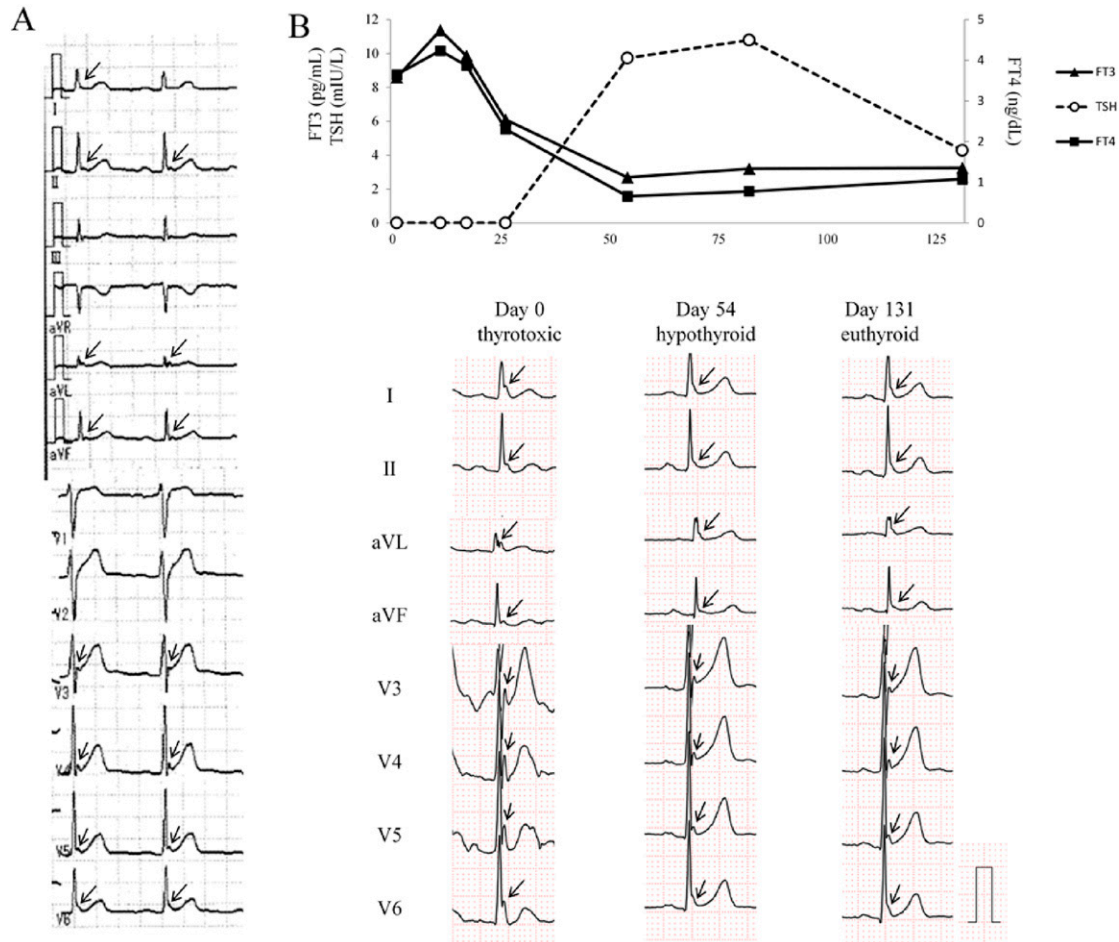 A
I
II
III
aVR
aVL
aVF
V1
V2
V3
V4
V5
V6
B
FT3 (pg/mL)
TSH (mIU/L)
12
10
8
6
4
2
0
0
25
50
75
100
125
5
4
3
2
1
0
FT4 (ng/dL)
FT3
TSH
FT4
Day 0
thyrotoxic
Day 54
hypothyroid
Day 131
euthyroid
I
II
aVL
aVF
V3
V4
V5
V6